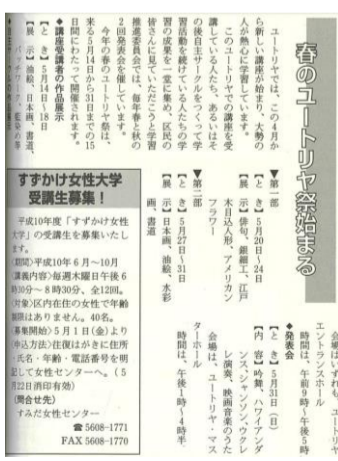 春のユートリヤ祭始まる
ユートリヤでは、この4月か
ら新しい講座が始まり、大勢の
人が熱心に学習しています。
このユートリヤでの講座を受
講している人たち、あるいはそ
の後自主サークルをつくって学
習活動を続けている人たちの学
習の成果を一堂に集め、区民の
皆さんに見ていただこうと学習
推進委員会では、毎年春と秋の
2回発表会を催しています。
今年の春のユートリヤ祭は、
来る5月14日から31日までの15
日間にわたって開催されます。
◆講座受講者の作品展示
【と き】5月14日~18日
【展 示】油絵、日本画、書道、
パッチワーク、藍染め等
▼第一部
【と き】5月20日~24日
【展 示】俳句、銀細工、江戸
木目込人形、アメリカン
フラワー
▼第二部
【と き】5月27日~31日
【展 示】日本画、油絵、水彩
画、書道
会場はいずれも、ユートリヤ
エントランスホール
時間は、午前9時~午後5時
◆発表会
【と き】5月31日(日)
【内 容】吟舞、ハワイアンダ
ンス、シャンソン、ウクレ
レ演奏、映画音楽のうた
会場は、ユートリヤ・マス
ターホール
時間は、午後1時~4時半
すずかけ女性大学
受講生募集!
平成10年度「すずかけ女性
大学」の受講生を募集いたし
ます。
〈期間〉平成10年6月~10月
〈講義内容〉毎週木曜日午後6
時30分~8時30分、全12回。
〈対象〉区内在住の女性で年齢
制限はありません。40名。
〈募集開始〉5月1日(金)より
〈申込方法〉往復はがきに住所
・氏名・年齢・電話番号を明
記して女性センターへ。(5
月22日消印有効)
〈問合せ先〉
すみだ女性センター
☎5608-1771
FAX 5608-1770